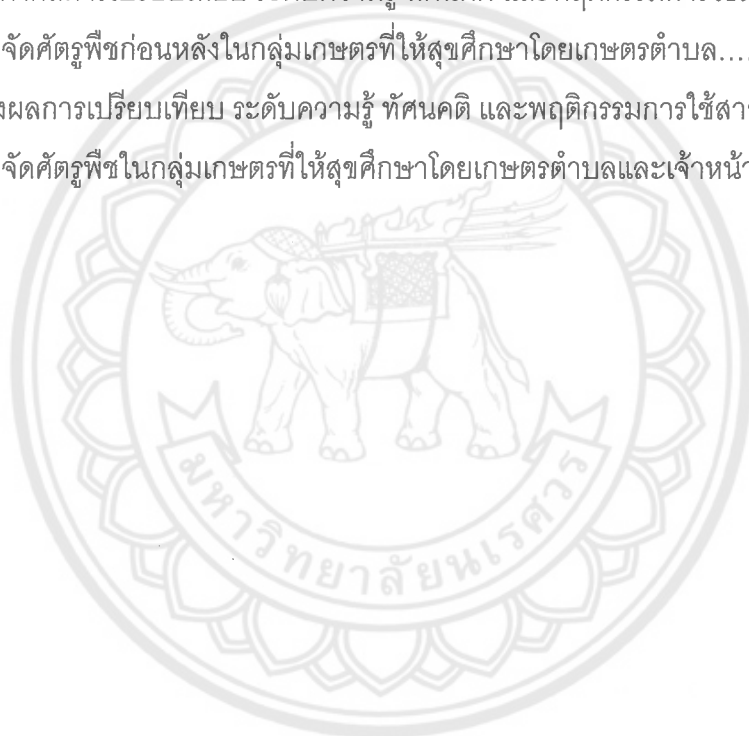 จัดศัตรูพืชก่อนหลังในกลุ่มเกษตรที่ให้สุขศึกษาโดยเกษตรตำบล....
ผลการเปรียบเทียบ ระดับความรู้ ทัศนคติ และพฤติกรรมการใช้สาร
จัดศัตรูพืชในกลุ่มเกษตรที่ให้สุขศึกษาโดยเกษตรตำบลและเจ้าหน้า
มหาวิทยาลัยนเรศวร